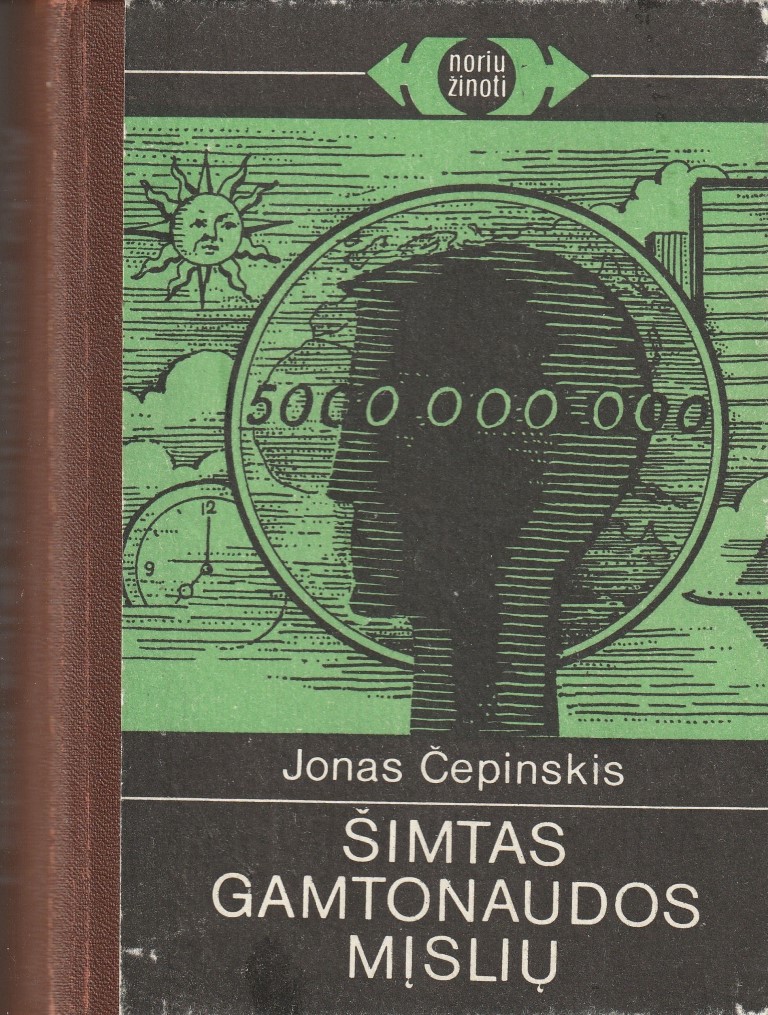 noriu
žinoti
5000 000 000
12
9
Jonas Čepinskis
ŠIMTAS
GAMTONAUDOS
MĮSLIŲ